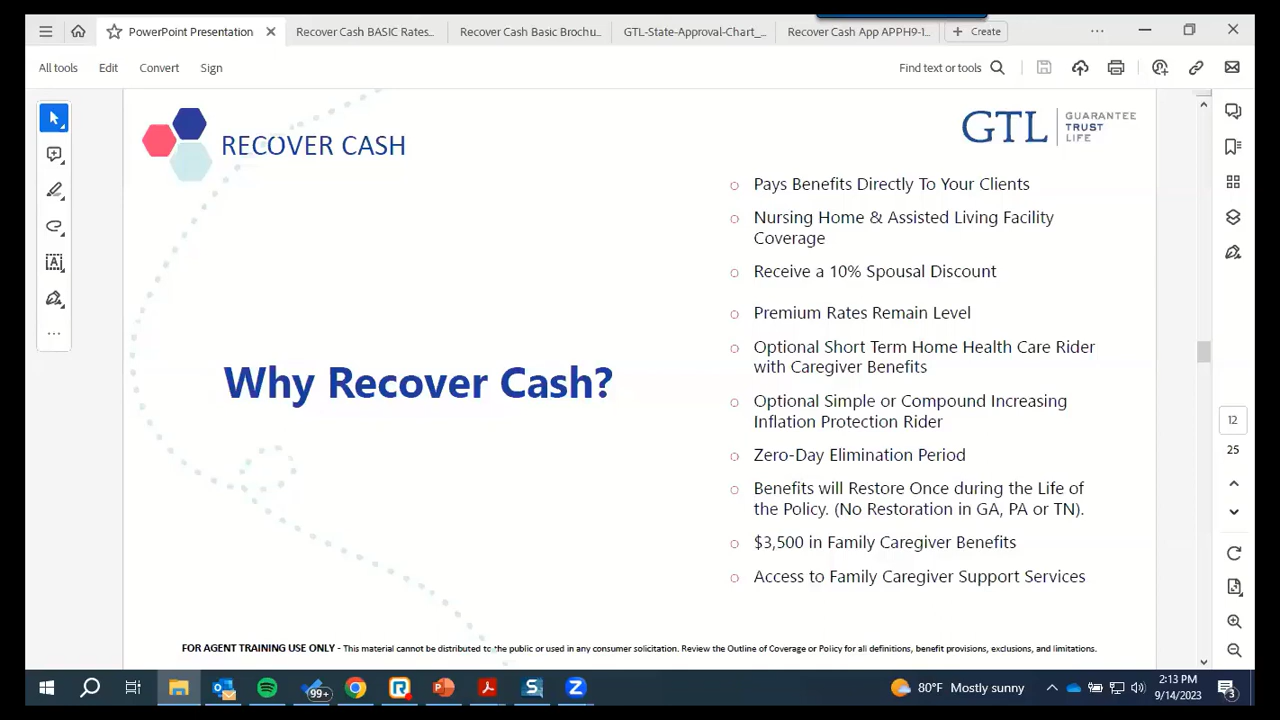 PowerPoint Presentation
Recover Cash BASIC Rates...
Recover Cash Basic Brochu...
GTL-State-Approval-Chart_...
Recover Cash App APPH9-1...
Create
All tools
Edit
Convert
Sign
Find text or tools
RECOVER CASH
GTL
GUARANTEE
TRUST
LIFE
Why Recover Cash?
Pays Benefits Directly To Your Clients
Nursing Home & Assisted Living Facility
Coverage
Receive a 10% Spousal Discount
Premium Rates Remain Level
Optional Short Term Home Health Care Rider
with Caregiver Benefits
Optional Simple or Compound Increasing
Inflation Protection Rider
Zero-Day Elimination Period
Benefits will Restore Once during the Life of
the Policy. (No Restoration in GA, PA or TN).
$3,500 in Family Caregiver Benefits
Access to Family Caregiver Support Services
12
25
FOR AGENT TRAINING USE ONLY - This material cannot be distributed to the public or used in any consumer solicitation. Review the Outline of Coverage or Policy for all definitions, benefit provisions, exclusions, and limitations.
99+
80°F Mostly sunny
2:13 PM
9/14/2023
3